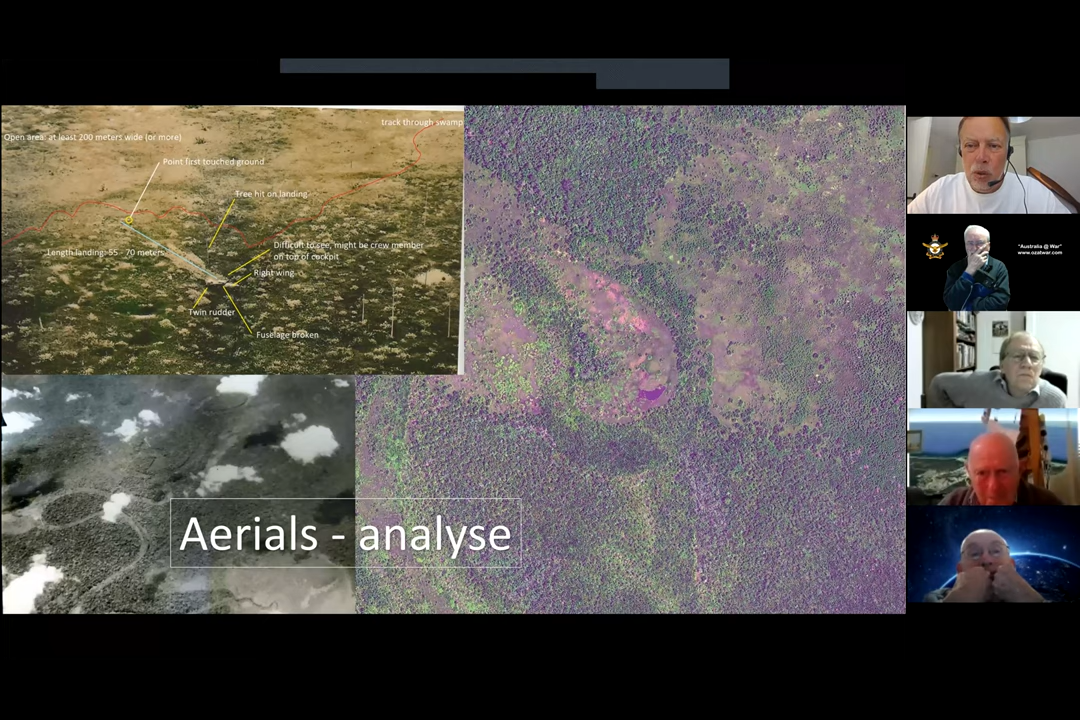 track through swamp
Open area: at least 200 meters wide (or more)
Point first touched ground
Tree hit on landing
Difficult to see, might be crew member
on top of cockpit
Length landing: 55 - 70 meters
Right wing
Twin rudder
Fuselage broken
Aerials - analyse
"Australia @ War"
www.ozatwar.com